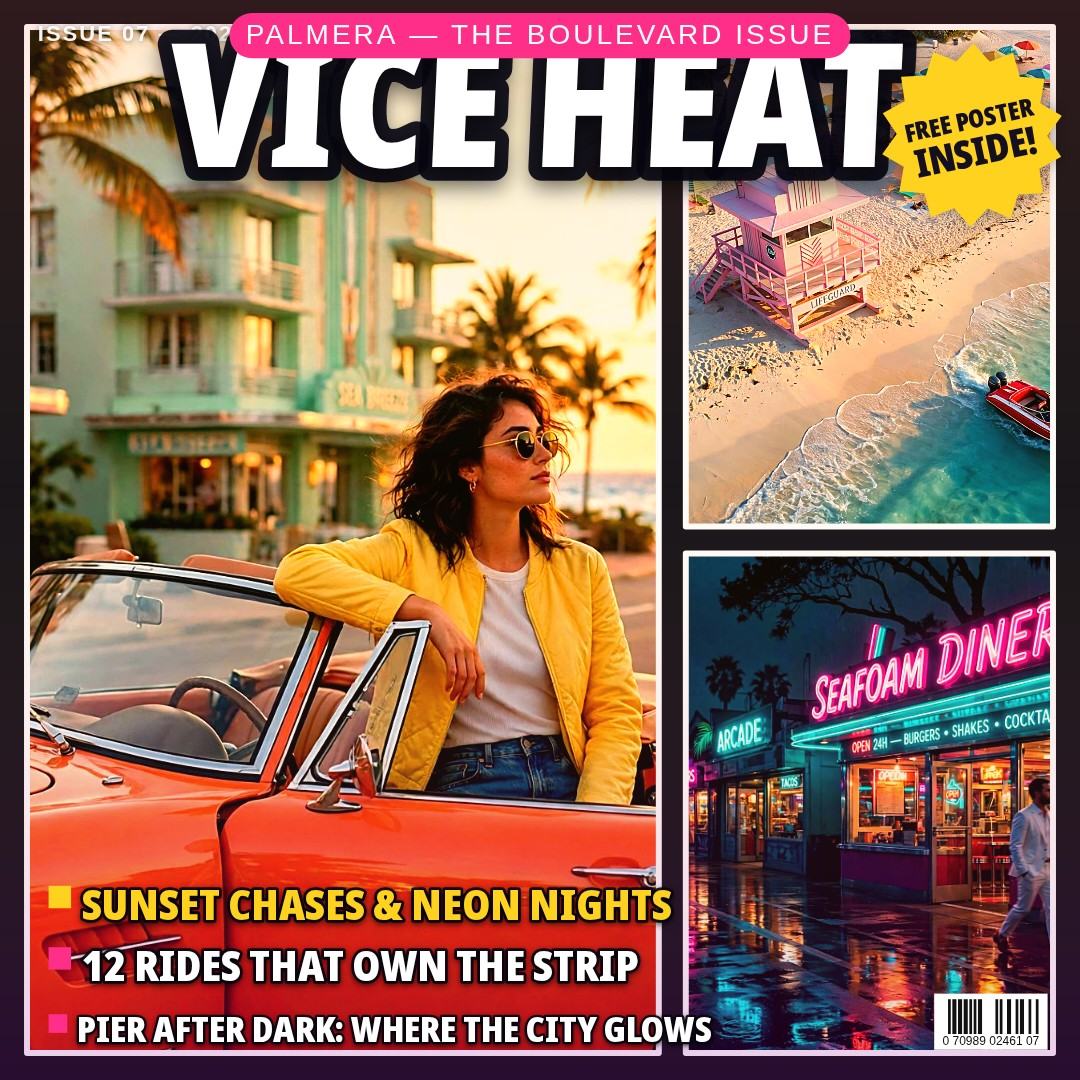 ISSUE 07
PALMERA — THE BOULEVARD ISSUE
VICE HEAT
FREE POSTER
INSIDE!
LIFEGUARD
SEA BREEZE
SEAFOAM DINER
ARCADE
OPEN 24H — BURGERS • SHAKES • COCKTA
TACOS
OPEN
SUNSET CHASES & NEON NIGHTS
12 RIDES THAT OWN THE STRIP
PIER AFTER DARK: WHERE THE CITY GLOWS
0 70989 02461 07